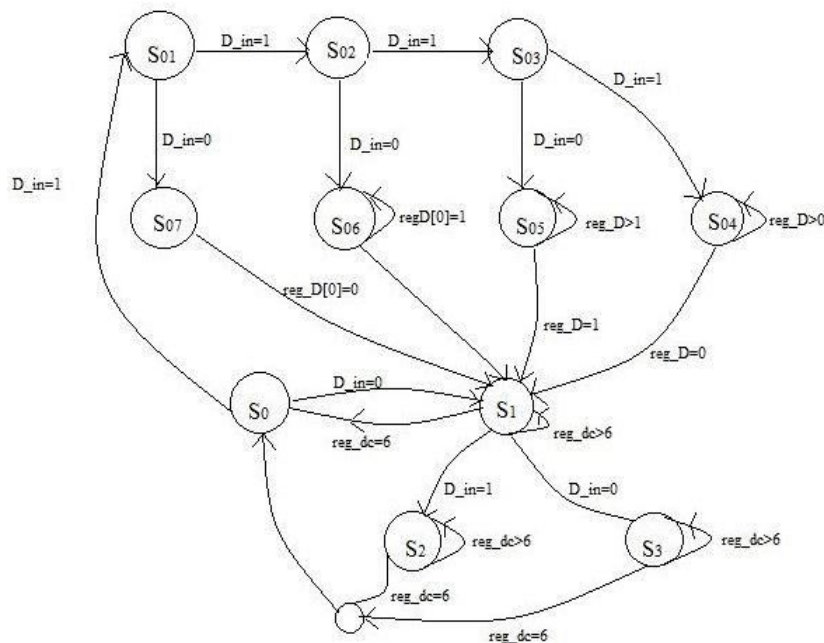 S01
D_in=1
S02
D_in=1
S03
D_in=1
D_in=0
D_in=0
D_in=0
D_in=1
S07
S06
regD[0]=1
S05
reg_D>1
S04
reg_D>0
reg_D[0]=0
reg_D=1
reg_D=0
S0
D_in=0
S1
reg_dc=6
reg_dc>6
D_in=1
D_in=0
S2
reg_dc>6
S3
reg_dc>6
reg_dc=6
reg_dc=6